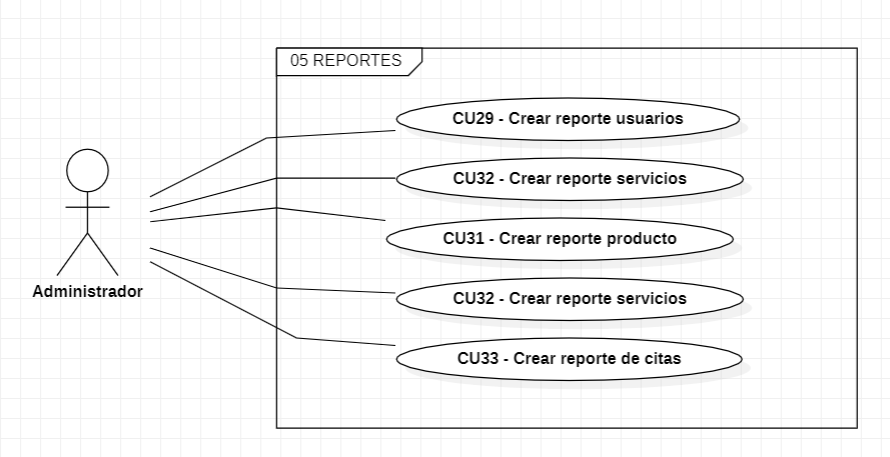 05 REPORTES
CU29 - Crear reporte usuarios
CU32 - Crear reporte servicios
CU31 - Crear reporte producto
CU32 - Crear reporte servicios
CU33 - Crear reporte de citas
Administrador